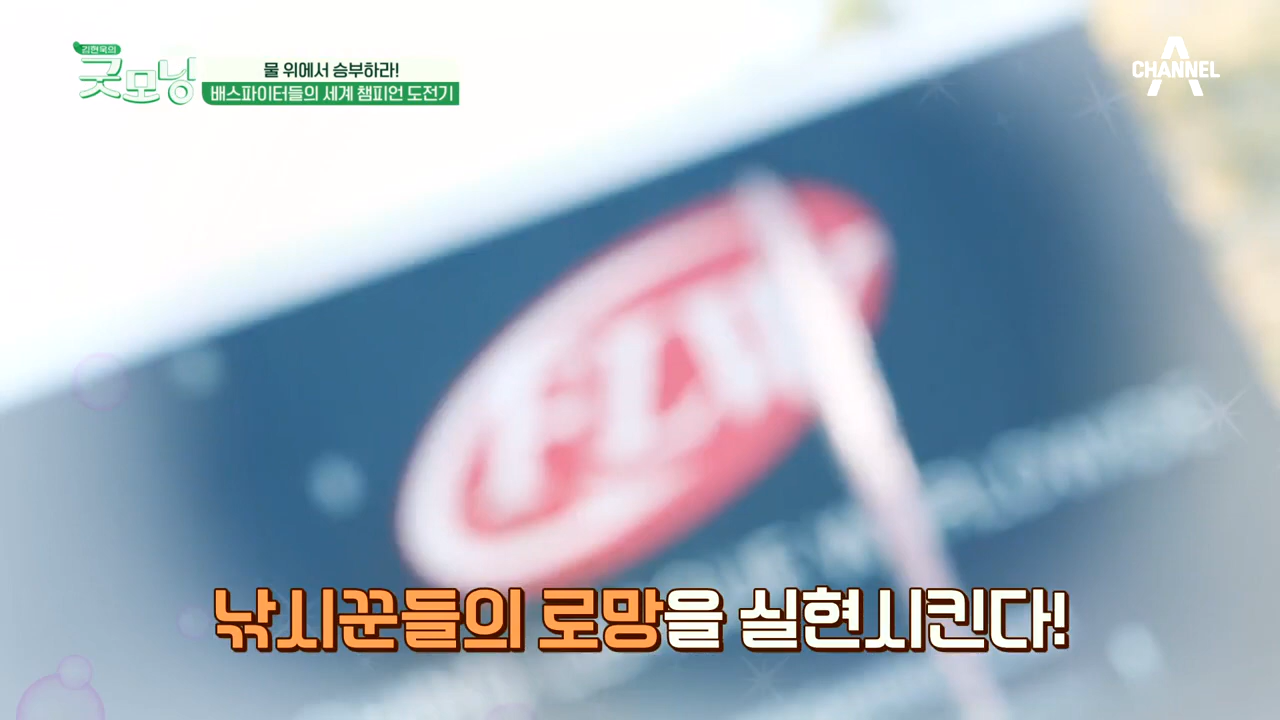 김현욱의
굿모닝
물 위에서 승부하라!
배스파이터들의 세계 챔피언 도전기
CHANNEL A
FLW
낚시꾼들의 로망을 실현시킨다!